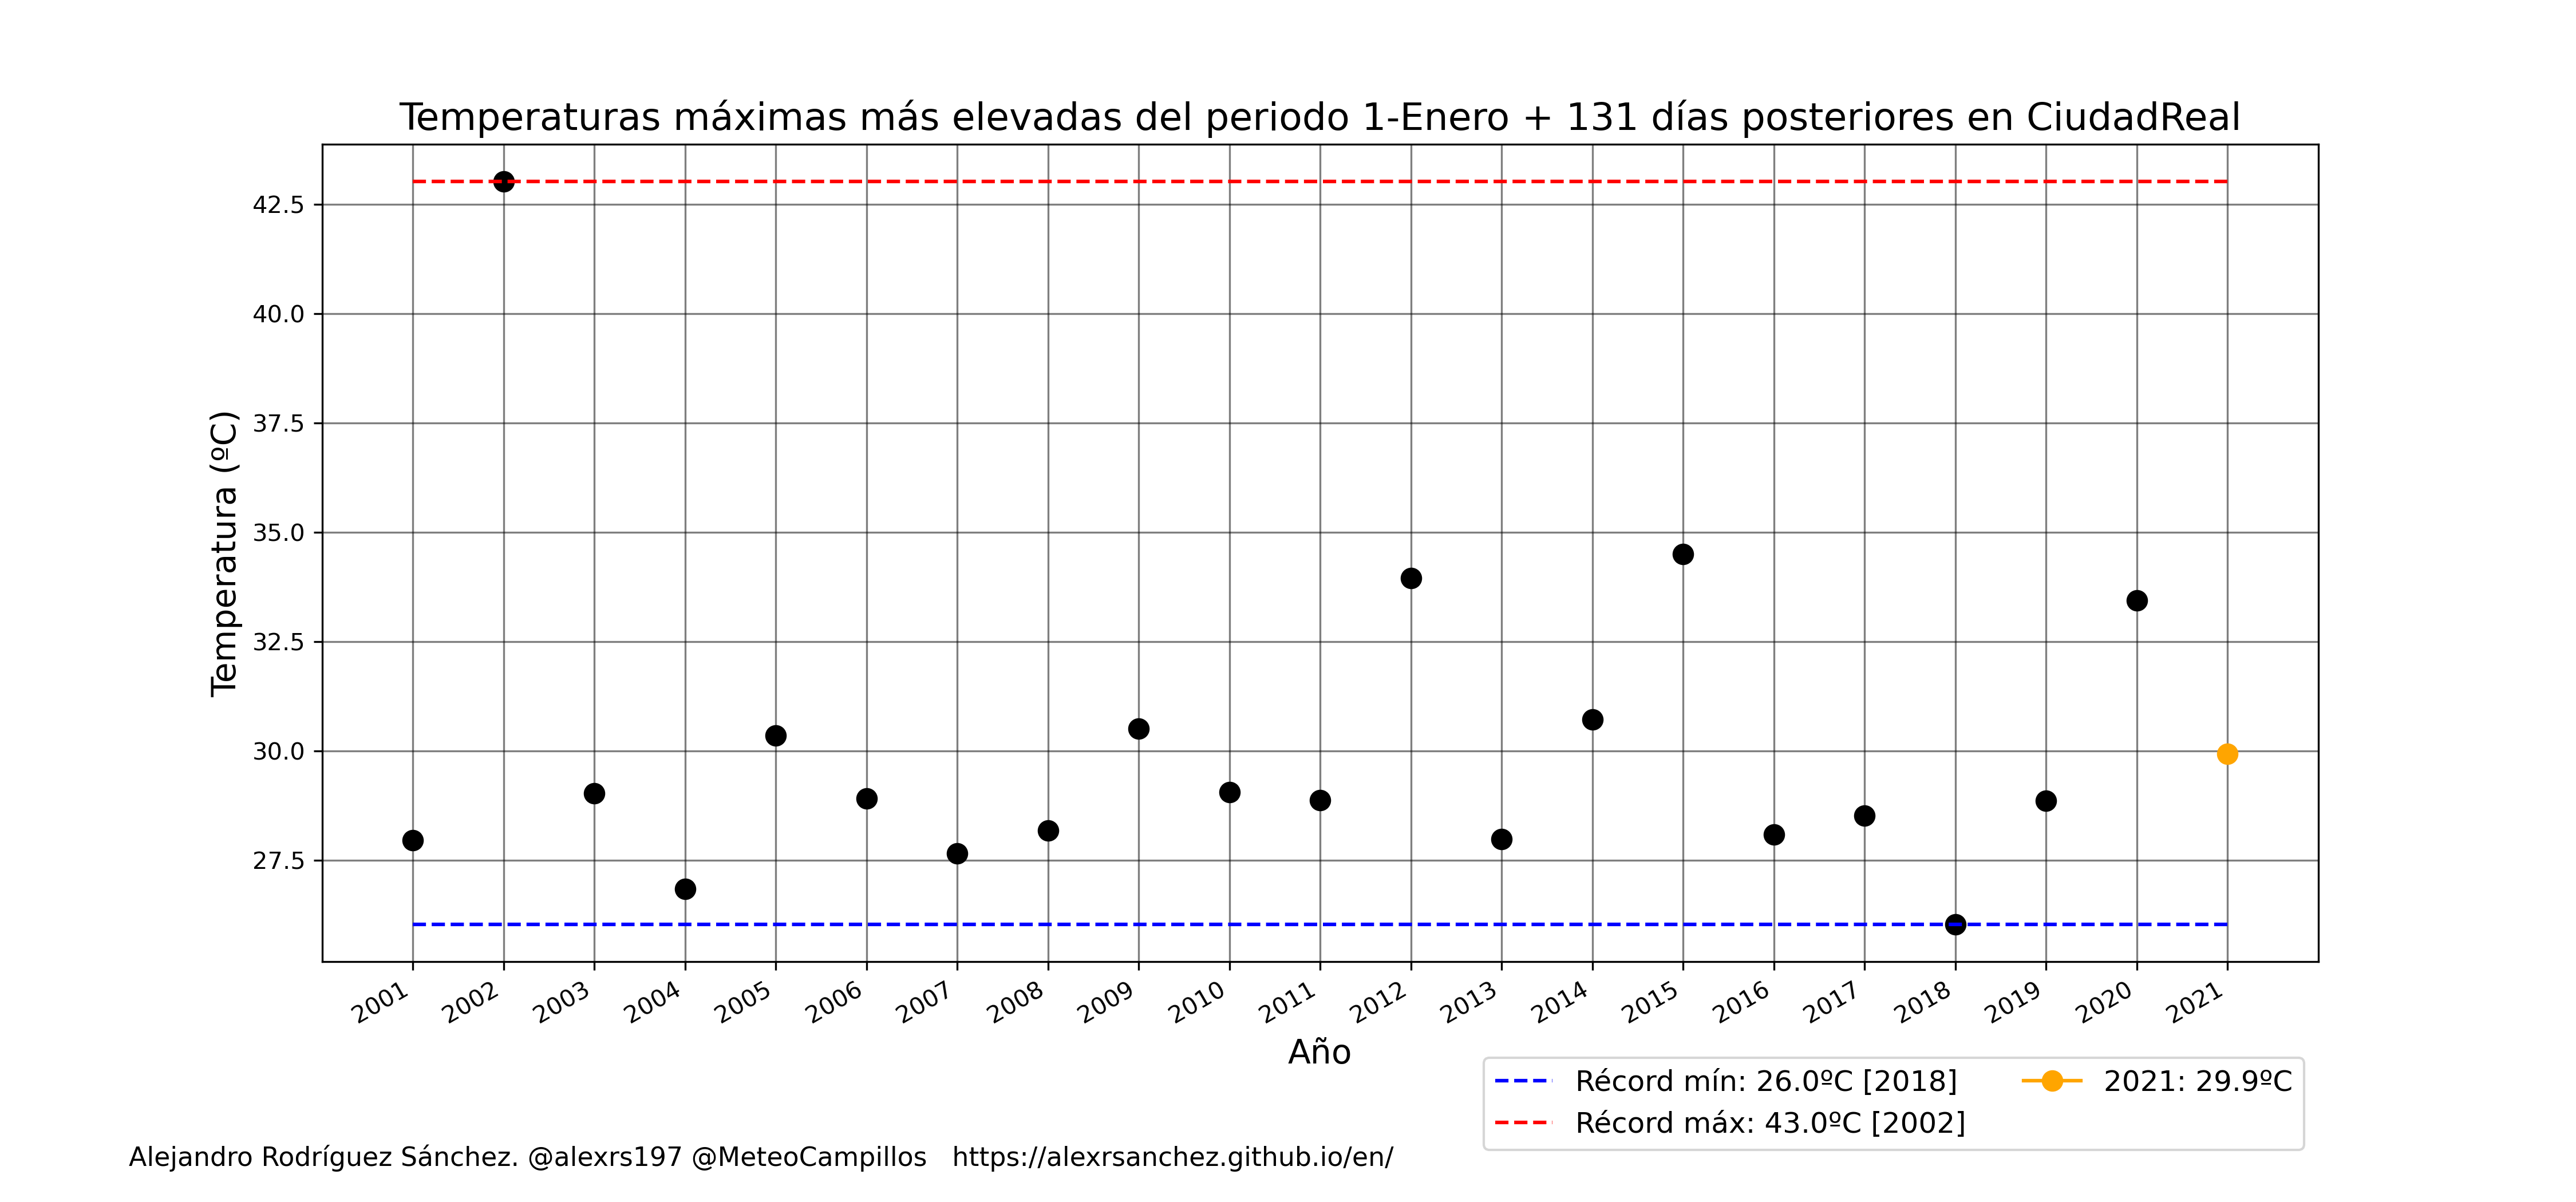 Temperaturas máximas más elevadas del periodo 1-Enero + 131 días posteriores en CiudadReal
Temperatura (ºC)
42.5
40.0
37.5
35.0
32.5
30.0
27.5
2001 2002 2003 2004 2005 2006 2007 2008 2009 2010 2011 2012 2013 2014 2015 2016 2017 2018 2019 2020 2021
Año
Récord mín: 26.0ºC [2018]
Récord máx: 43.0ºC [2002]
2021: 29.9ºC
Alejandro Rodríguez Sánchez. @alexrs197 @MeteoCampillos https://alexrsanchez.github.io/en/